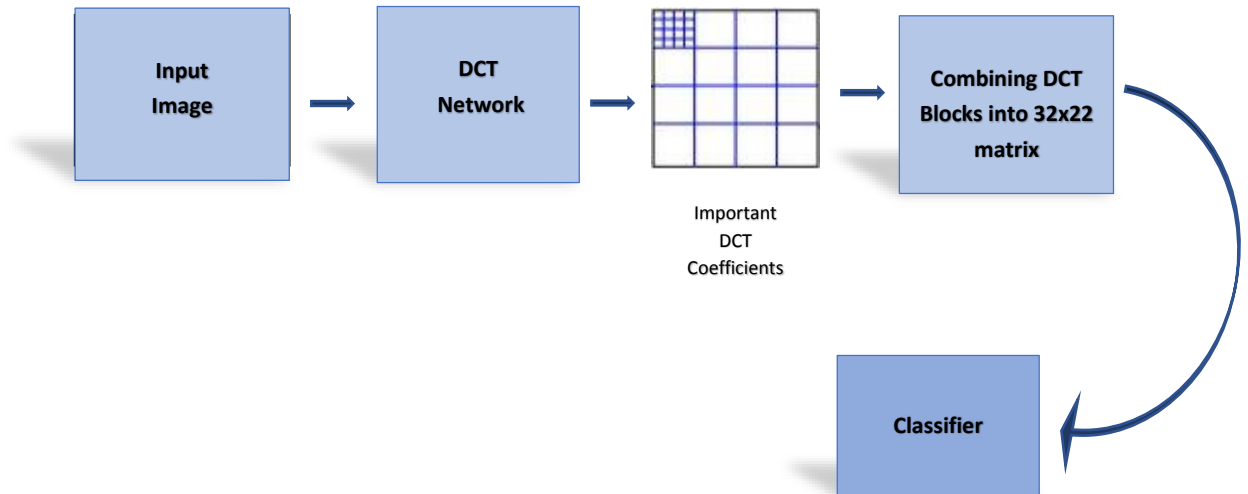 Input
Image
DCT
Network
Important
DCT
Coefficients
Combining DCT
Blocks into 32x22
matrix
Classifier